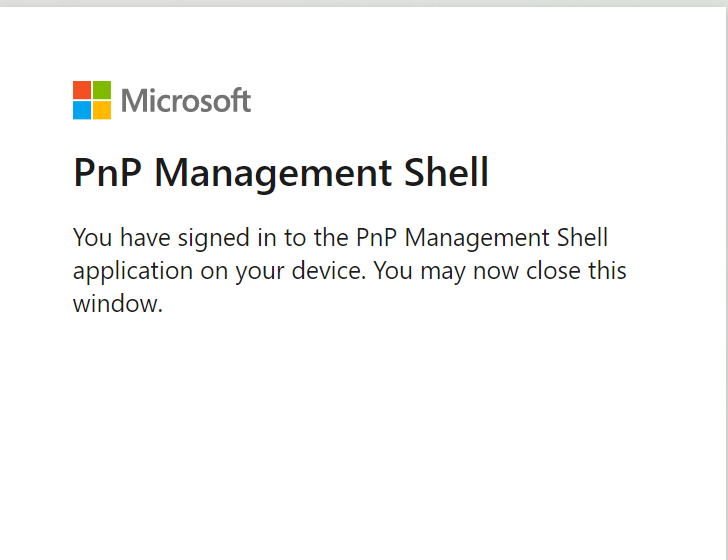 Microsoft
PnP Management Shell
You have signed in to the PnP Management Shell
application on your device. You may now close this
window.